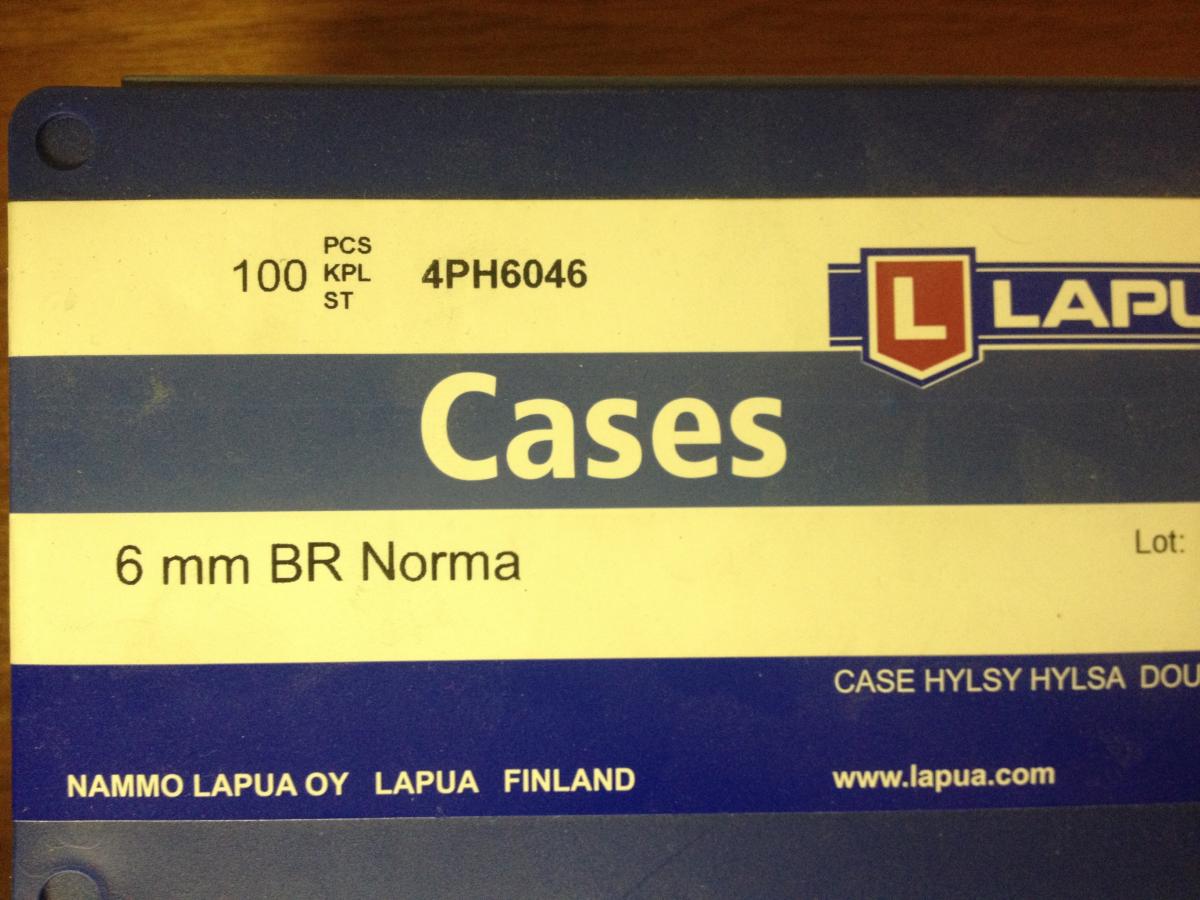 100 PCS KPL ST 4PH6046
L LAPU
Cases
6 mm BR Norma
Lot:
CASE HYLSY HYLSA DOU
NAMMO LAPUA OY LAPUA FINLAND
www.lapua.com